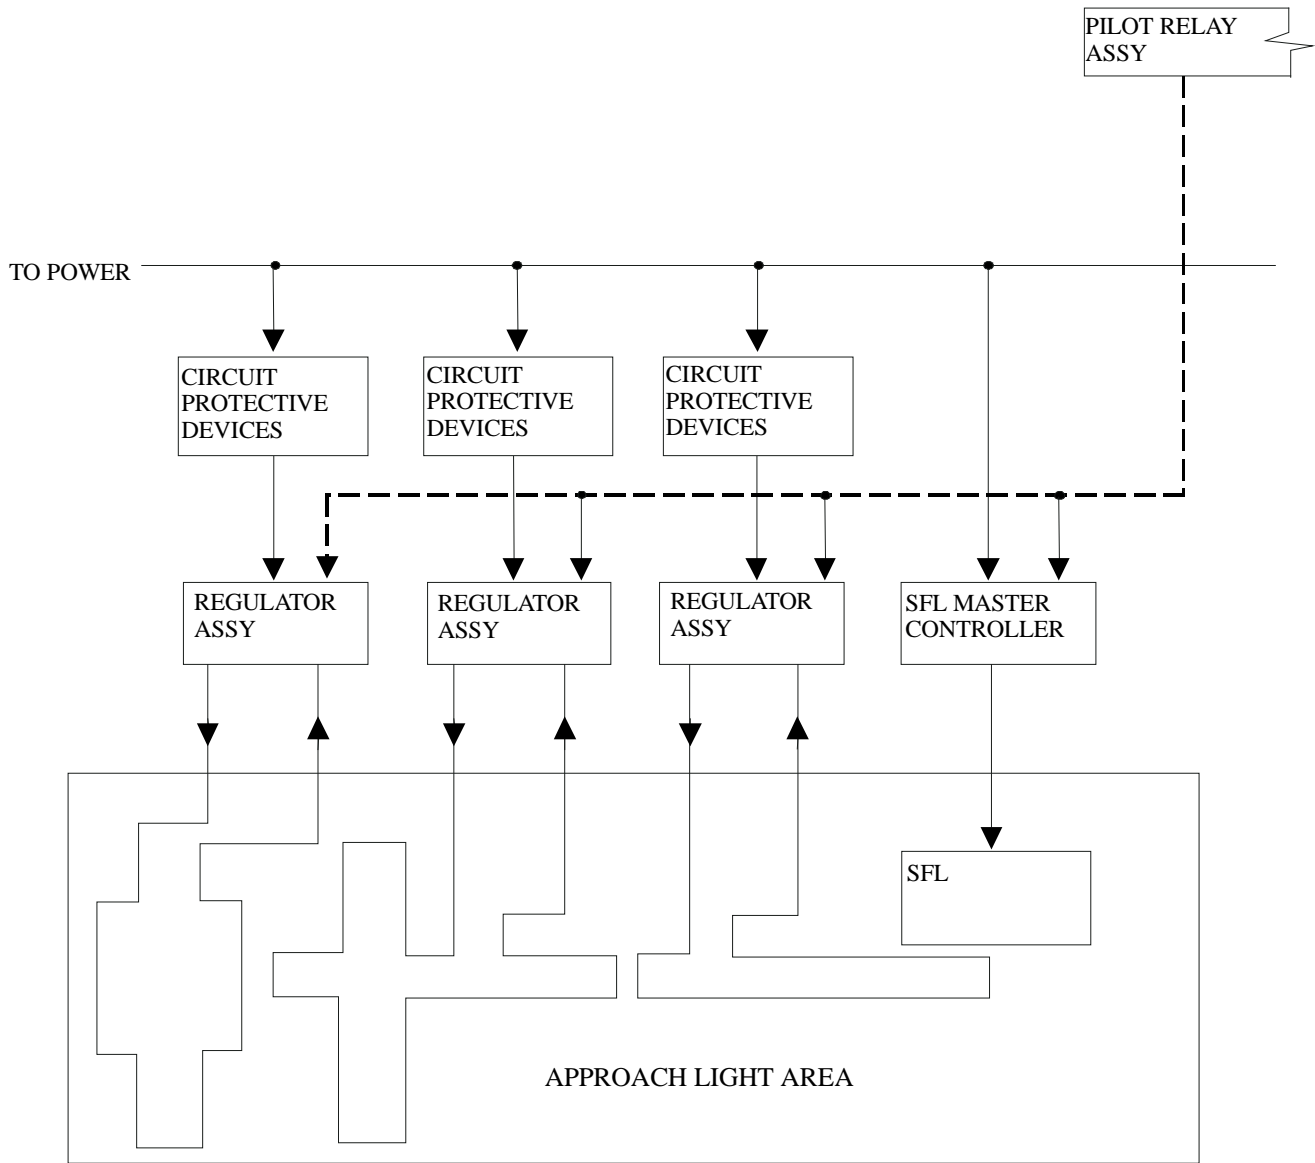 PILOT RELAY
ASSY
TO POWER
CIRCUIT
PROTECTIVE
DEVICES
CIRCUIT
PROTECTIVE
DEVICES
CIRCUIT
PROTECTIVE
DEVICES
REGULATOR
ASSY
REGULATOR
ASSY
REGULATOR
ASSY
SFL MASTER
CONTROLLER
SFL
APPROACH LIGHT AREA